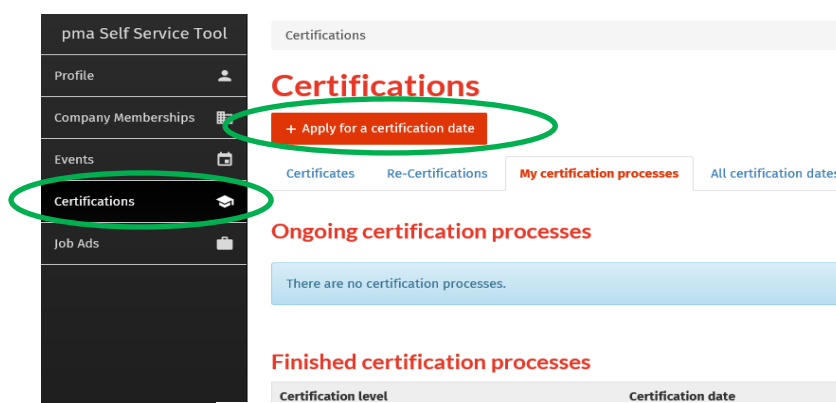 pma Self Service Tool
Profile
Company Memberships
Events
Certifications
Job Ads
Certifications
Certifications
+ Apply for a certification date
Certificates Re-Certifications My certification processes All certification dates
Ongoing certification processes
There are no certification processes.
Finished certification processes
Certification level Certification date